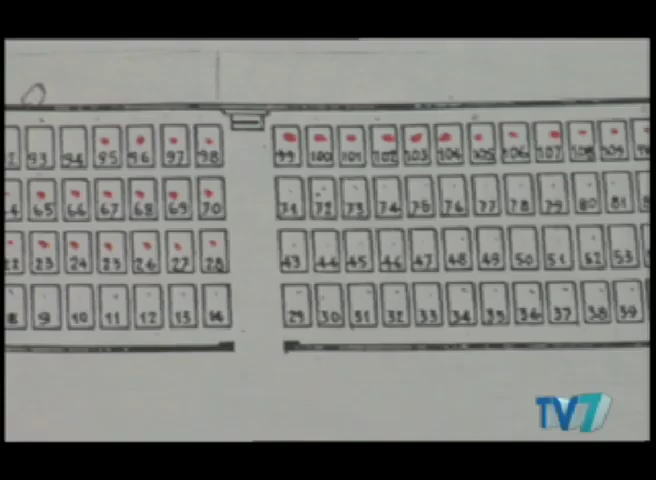 93 94 95 96 97 98 99 100 101 102 103 104 105 106 107 108 109
65 66 67 68 69 70 71 72 73 74 75 76 77 78 79 80 81
23 24 25 26 27 28 43 44 45 46 47 48 49 50 51 52 53
8 9 10 11 12 13 14 29 30 31 32 33 34 35 36 37 38 39
TV7